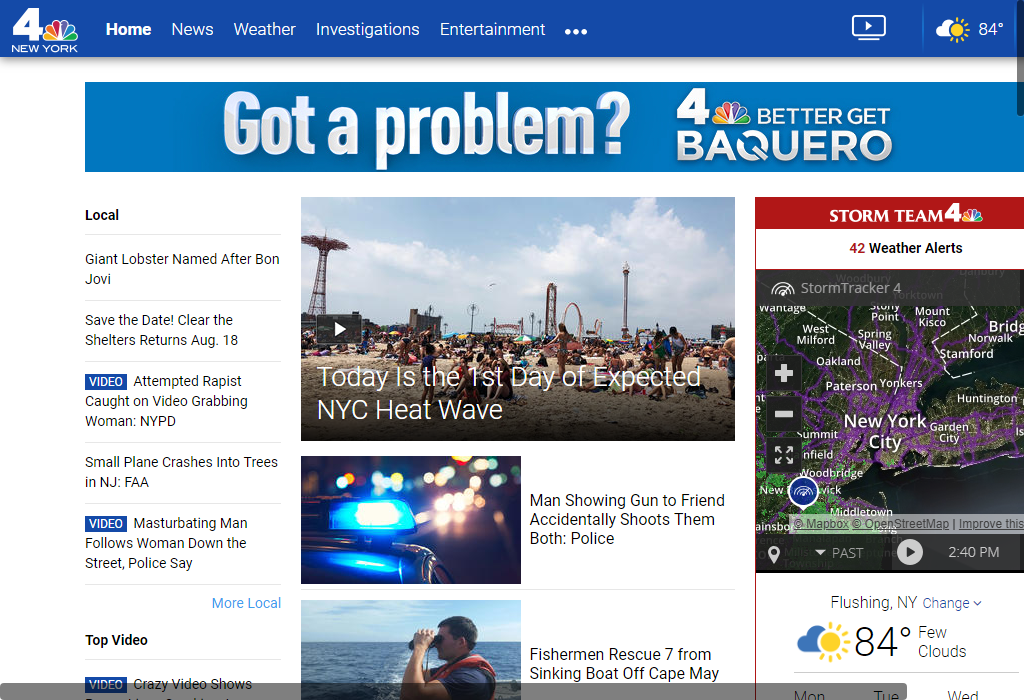 4
NEW YORK
Home
News
Weather
Investigations
Entertainment
84°
Got a problem?
4 BETTER GET
BAQUERO
Local
Giant Lobster Named After Bon
Jovi
Save the Date! Clear the
Shelters Returns Aug. 18
VIDEO Attempted Rapist
Caught on Video Grabbing
Woman: NYPD
Small Plane Crashes Into Trees
in NJ: FAA
VIDEO Masturbating Man
Follows Woman Down the
Street, Police Say
More Local
Top Video
VIDEO Crazy Video Shows
Today Is the 1st Day of Expected
NYC Heat Wave
Man Showing Gun to Friend
Accidentally Shoots Them
Both: Police
Fishermen Rescue 7 from
Sinking Boat Off Cape May
STORM TEAM 4
42 Weather Alerts
StormTracker 4
Woodbury
Danbury
Yorktown
Wantage
Stony
Point
Mount
Kisco
Bridg
West
Milford
Spring
Valley
Norwalk
Stamford
Oakland
Paterson
Yonkers
Huntington
New York
City
Garden
City
Is
Summit
nfield
Woodbridge
New
wick
Middletown
ainsbo
© Mapbox © OpenStreetMap | Improve this
PAST
2:40 PM
Flushing, NY Change
84°
Few
Clouds
Mon
Tue
Wed